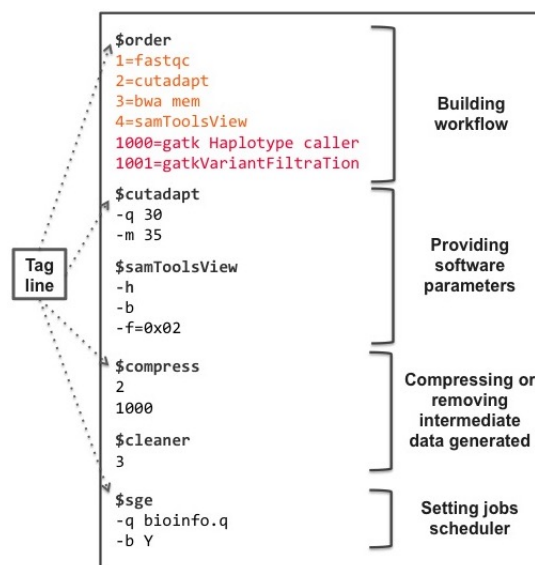 $order
1=fastqc
2=cutadapt
3=bwa mem
4=samToolsView
1000=gatk Haplotype caller
1001=gatkVariantFiltraTion
Building
workflow
$cutadapt
-q 30
-m 35
$samToolsView
-h
-b
-f=0x02
Providing
software
parameters
Tag
line
$compress
2
1000
$cleaner
3
Compressing or
removing
intermediate
data generated
$sge
-q bioinfo.q
-b Y
Setting jobs
scheduler